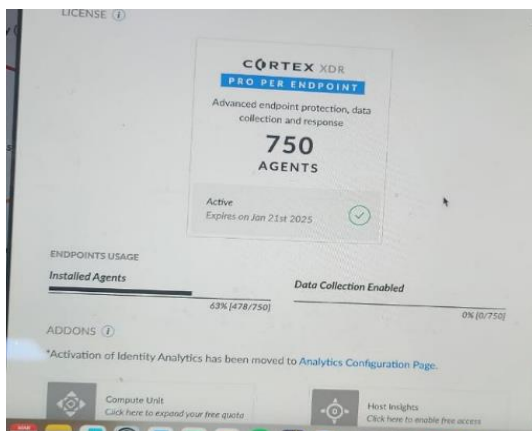 LICENSE
CORTEX XDR
PRO PER ENDPOINT
Advanced endpoint protection, data
collection and response
750
AGENTS
Active
Expires on Jan 21st 2025
ENDPOINTS USAGE
Installed Agents
63% [478/750]
Data Collection Enabled
0% [0/750]
ADDONS
*Activation of Identity Analytics has been moved to Analytics Configuration Page.
Compute Unit
Click here to expand your free quota
Host Insights
Click here to enable free access